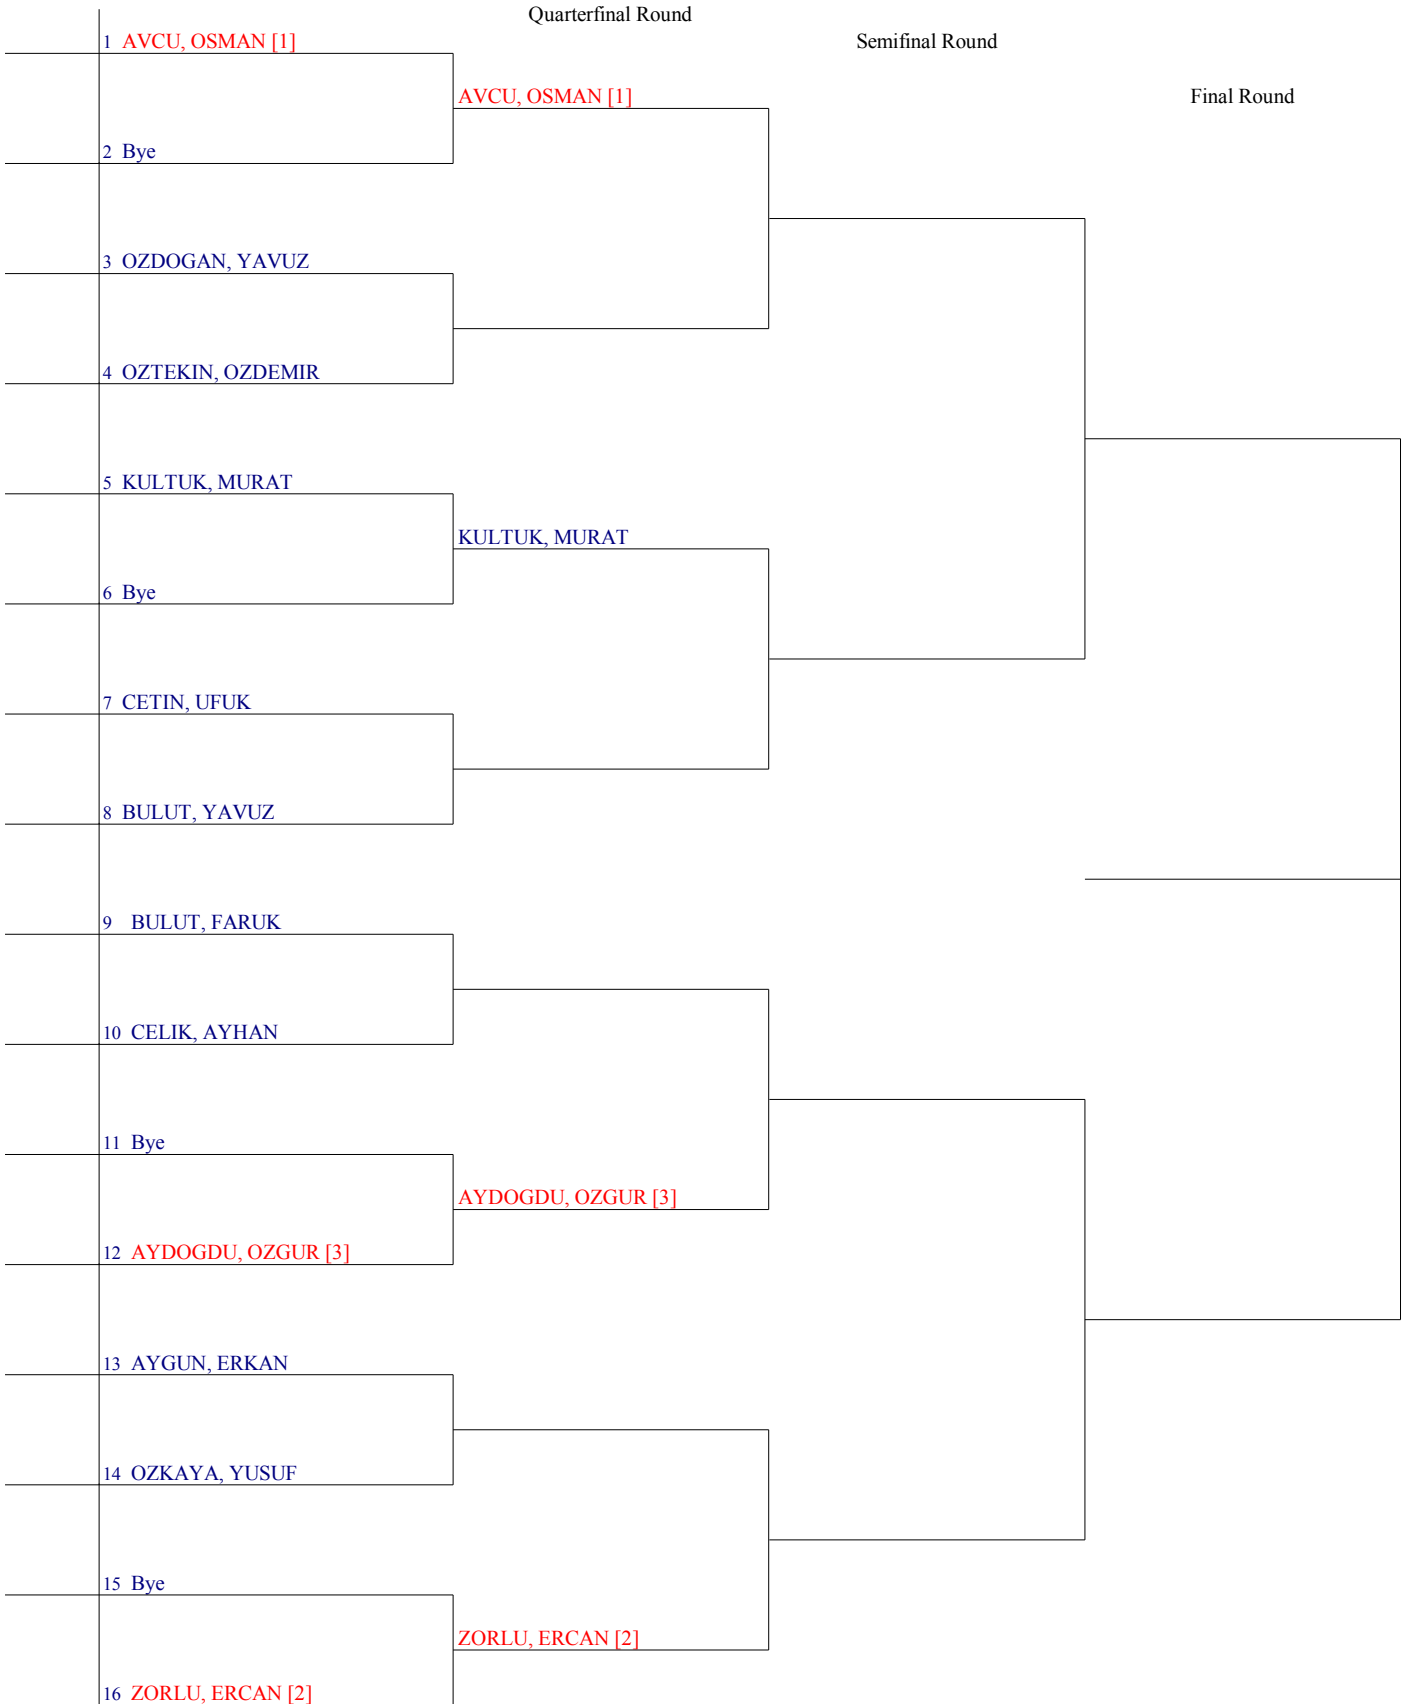 Quarterfinal Round
1 AVCU, OSMAN [1]
Semifinal Round
AVCU, OSMAN [1]
Final Round
2 Bye
3 OZDOGAN, YAVUZ
4 OZTEKIN, OZDEMIR
5 KULTUK, MURAT
KULTUK, MURAT
6 Bye
7 CETIN, UFUK
8 BULUT, YAVUZ
9 BULUT, FARUK
10 CELIK, AYHAN
11 Bye
AYDOGDU, OZGUR [3]
12 AYDOGDU, OZGUR [3]
13 AYGUN, ERKAN
14 OZKAYA, YUSUF
15 Bye
ZORLU, ERCAN [2]
16 ZORLU, ERCAN [2]